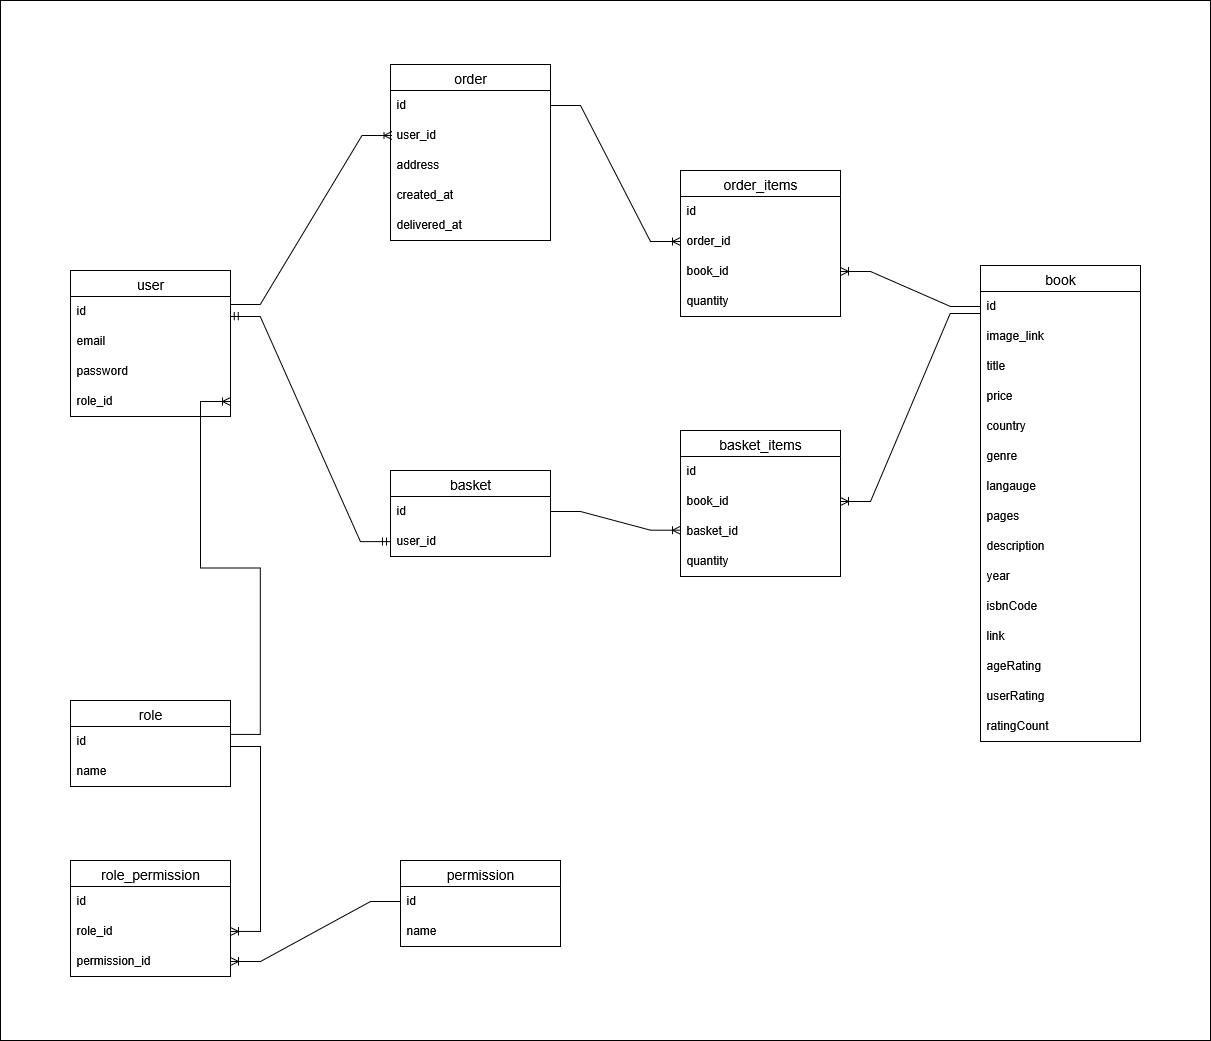 order
id
user_id
address
created_at
delivered_at
order_items
id
order_id
book_id
quantity
user
id
email
password
role_id
book
id
image_link
title
price
country
genre
langauge
pages
description
year
isbnCode
link
ageRating
userRating
ratingCount
basket_items
id
book_id
basket_id
quantity
basket
id
user_id
role
id
name
role_permission
id
role_id
permission_id
permission
id
name